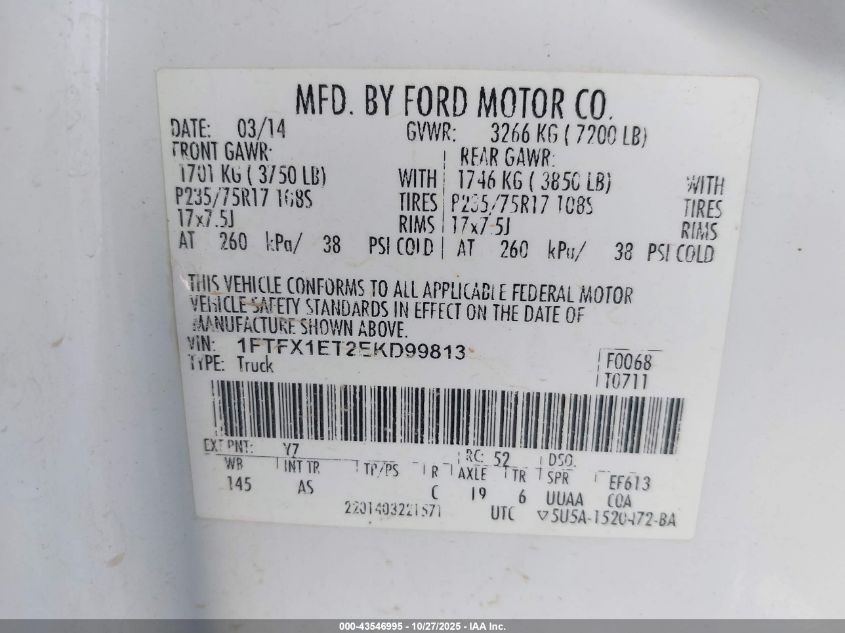 MFD. BY FORD MOTOR CO.
DATE: 03/14 GVWR: 3266 KG ( 7200 LB)
FRONT GAWR: REAR GAWR:
1701 KG ( 3750 LB) WITH 1746 KG ( 3850 LB) WITH
P235/75R17 108S TIRES P235/75R17 108S TIRES
17x7.5J RIMS 17x7.5J RIMS
AT 260 kPa/ 38 PSI COLD AT 260 kPa/ 38 PSI COLD
THIS VEHICLE CONFORMS TO ALL APPLICABLE FEDERAL MOTOR
VEHICLE SAFETY STANDARDS IN EFFECT ON THE DATE OF
MANUFACTURE SHOWN ABOVE.
VIN: 1FTFX1ET2EKD99813
TYPE: Truck
F0068
T0711
EXT PNT: Y7 RC: 52 DSO:
WB INT TR TP/PS R AXLE TR SPR EF613
145 AS C 19 6 UUAA COA
2201403221571 UTC ▽5U5A-1520472-BA
000-43546995 - 10/27/2025 - IAA Inc.